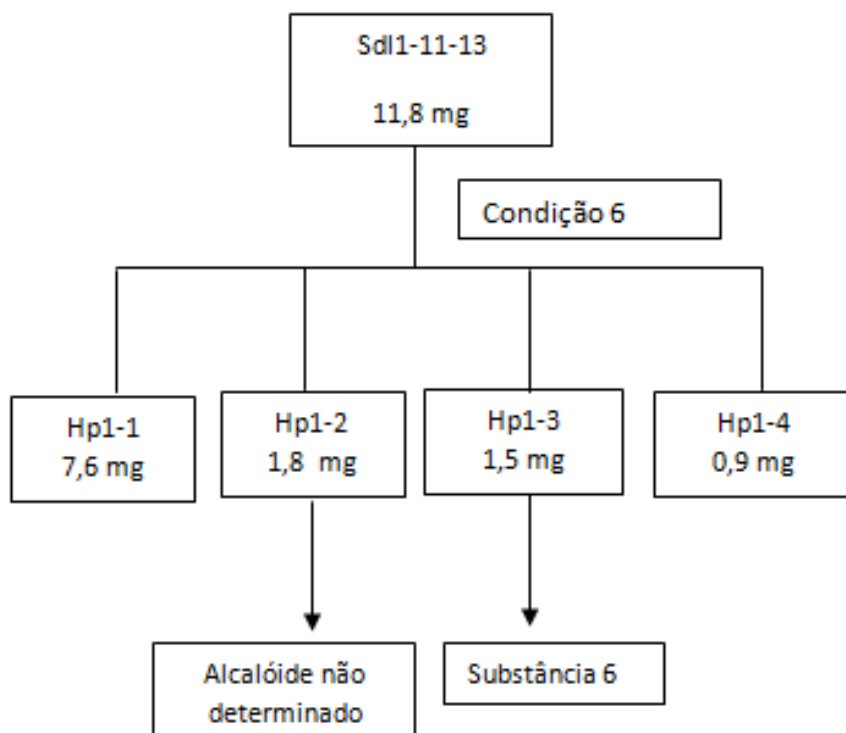 Sdl1-11-13
11,8 mg
Condição 6
Hp1-1
7,6 mg
Hp1-2
1,8 mg
Hp1-3
1,5 mg
Hp1-4
0,9 mg
Alcalóide não
determinado
Substância 6